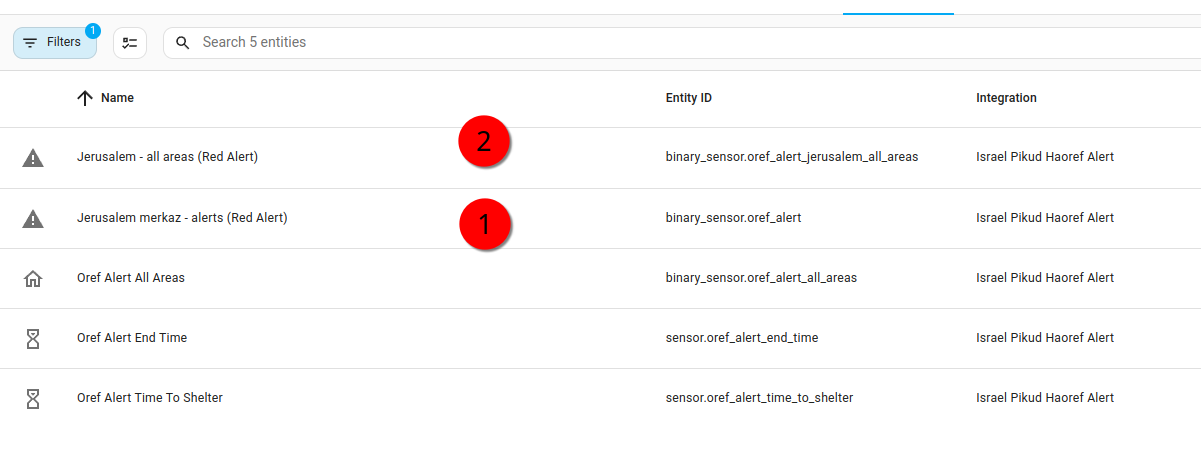 Filters 1 Search 5 entities
Name Entity ID Integration
2
Jerusalem - all areas (Red Alert) binary_sensor.oref_alert_jerusalem_all_areas Israel Pikud Haoref Alert
Jerusalem merkaz - alerts (Red Alert) 1 binary_sensor.oref_alert Israel Pikud Haoref Alert
Oref Alert All Areas binary_sensor.oref_alert_all_areas Israel Pikud Haoref Alert
Oref Alert End Time sensor.oref_alert_end_time Israel Pikud Haoref Alert
Oref Alert Time To Shelter sensor.oref_alert_time_to_shelter Israel Pikud Haoref Alert